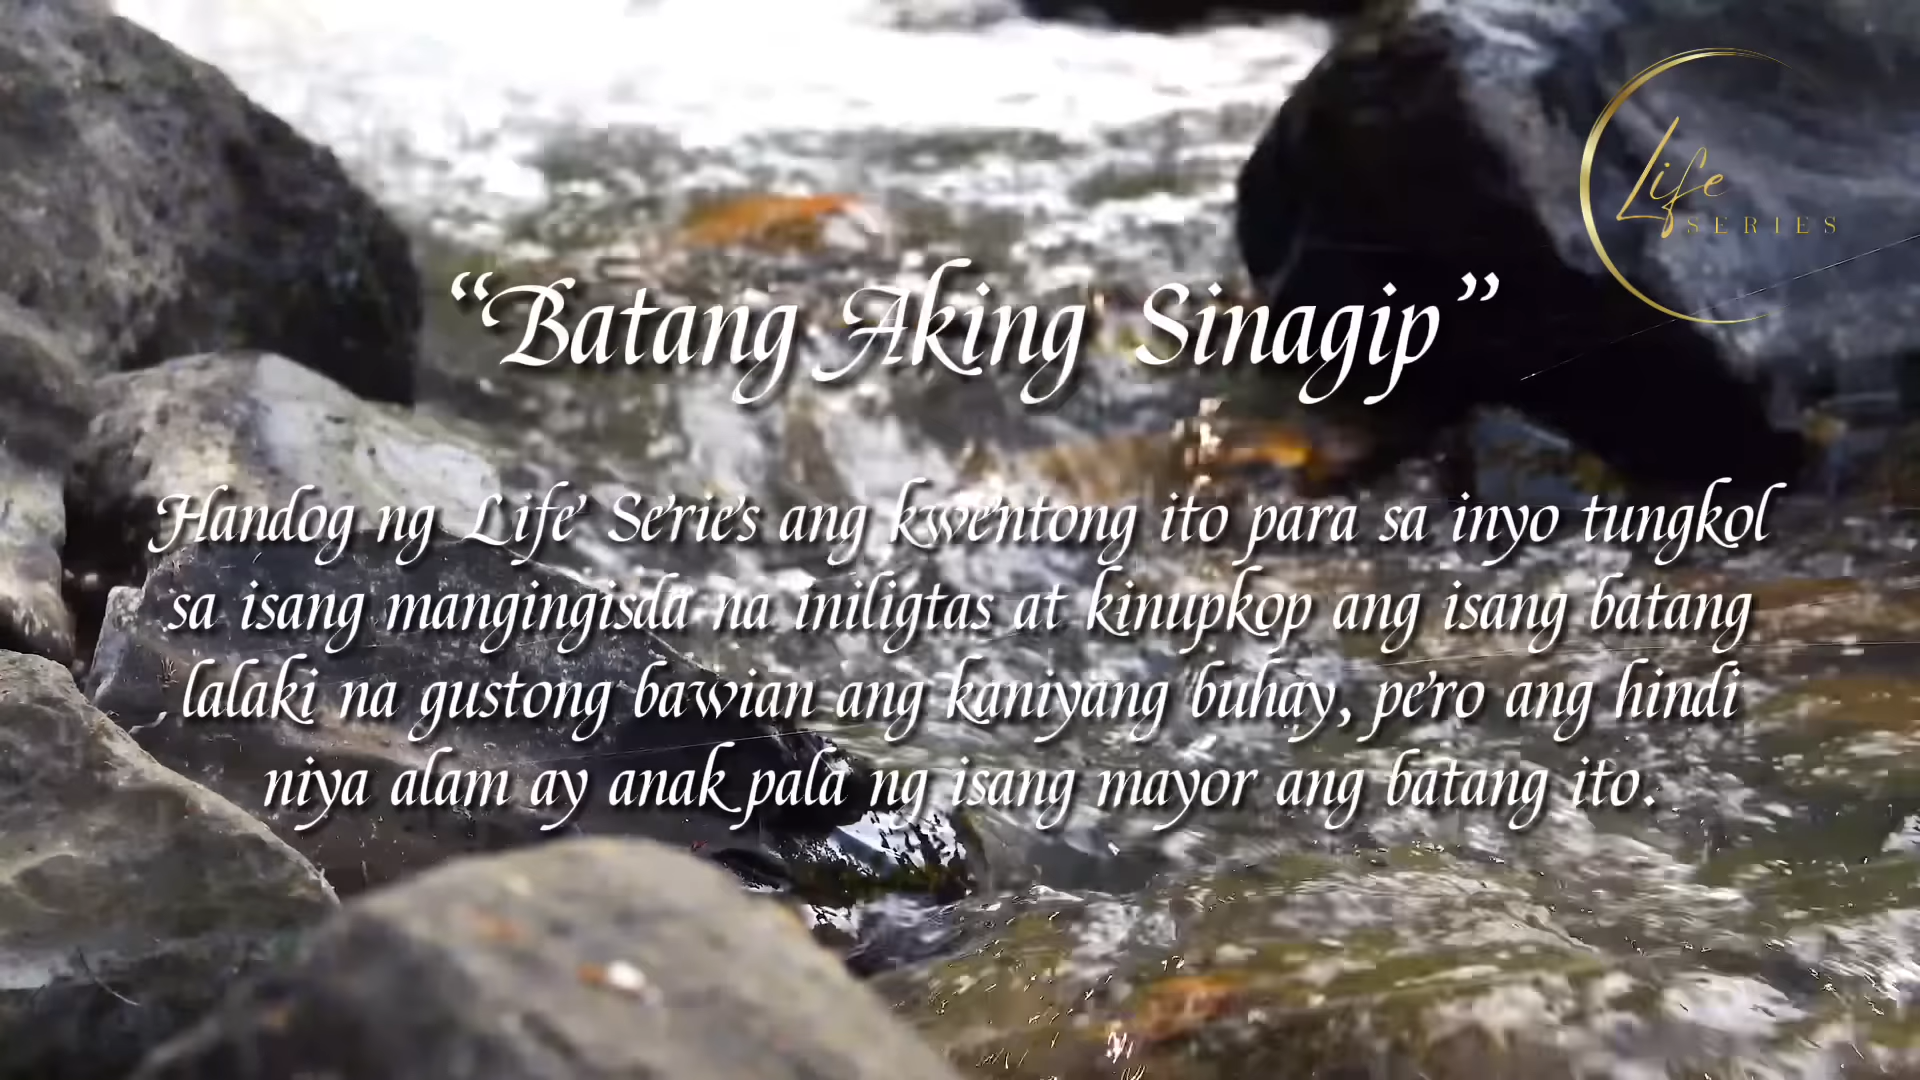 Life
SERIES
“Batang Aking Sinagip”
Handog ng Life Series ang kwentong ito para sa inyo tungkol
sa isang mangingisda na iniligtas at kinupkop ang isang batang
lalaki na gustong bawian ang kaniyang buhay, pero ang hindi
niya alam ay anak pala ng isang mayor ang batang ito.